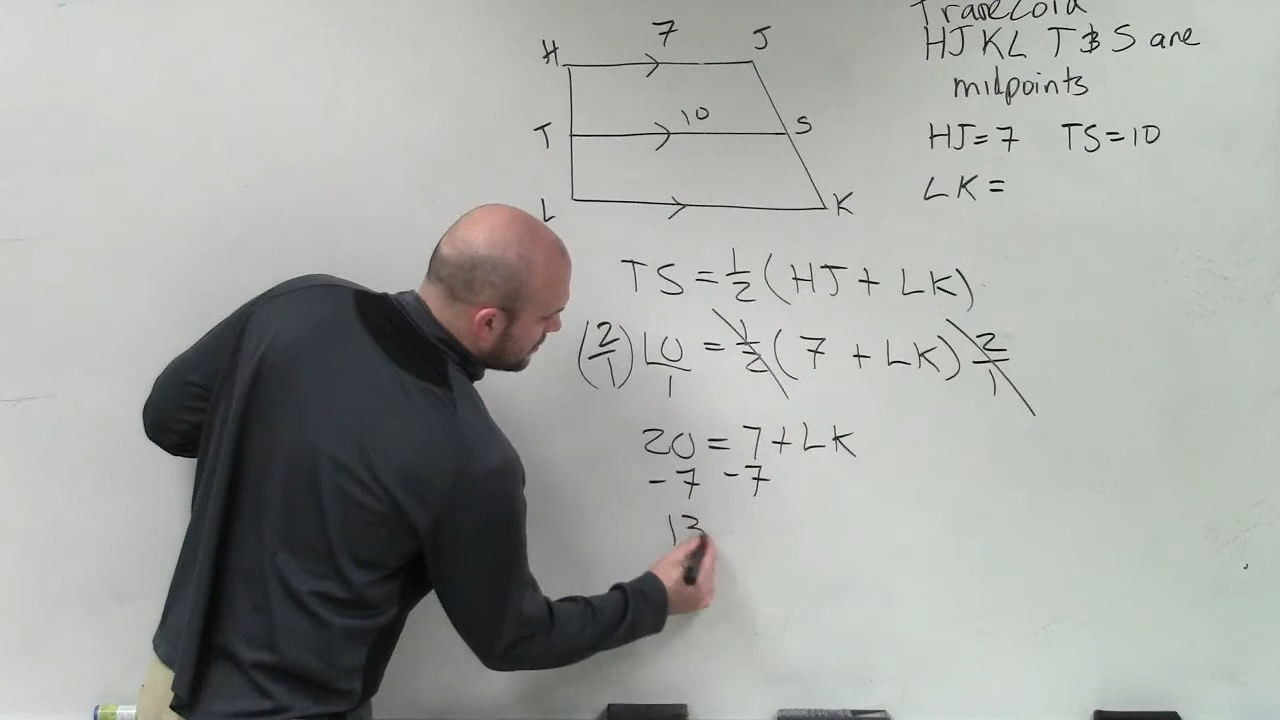 7
H J
10
T S
L K
HJKL T & S are
midpoints
HJ=7 TS=10
LK=
TS=1/2(HJ+LK)
(2/1)10/1=1/2(7+LK)2/1
20=7+LK
-7 -7
13